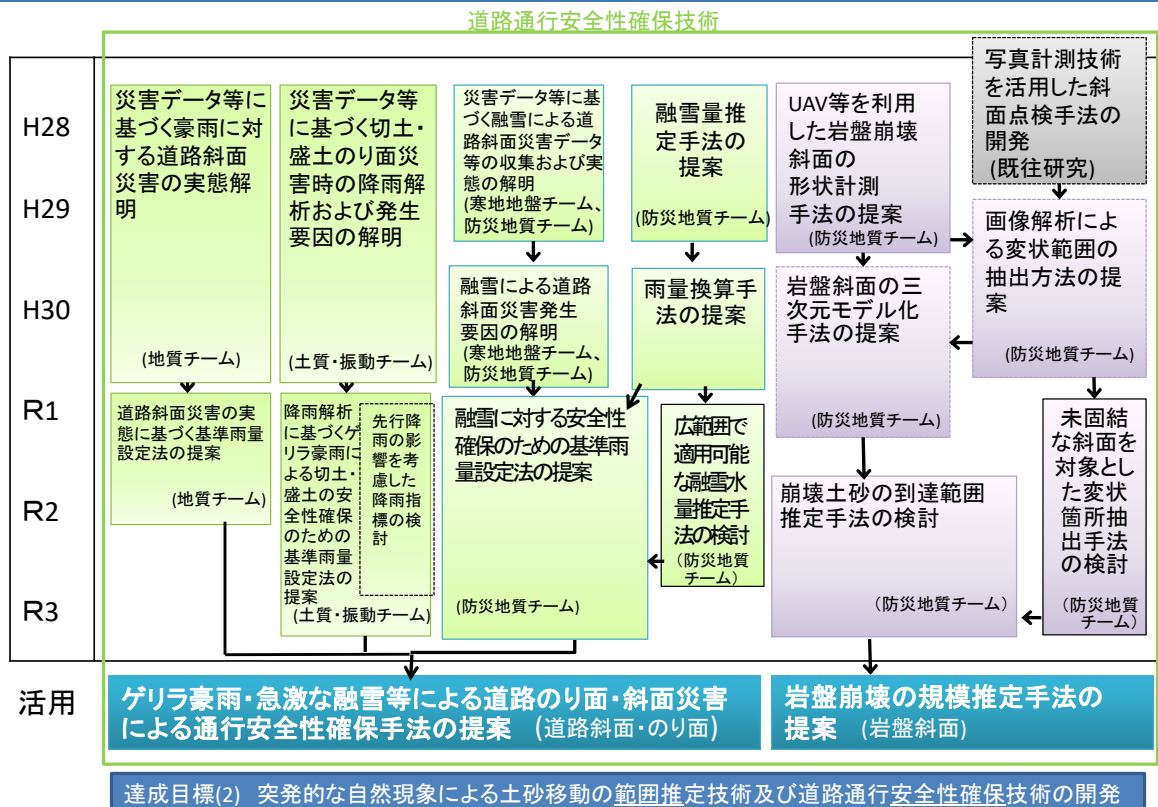 道路通行安全性確保技術
H28
H29
H30
R1
R2
R3
活用
災害データ等に
基づく豪雨に対
する道路斜面
災害の実態解
明
(地質チーム)
道路斜面災害の実
態に基づく基準雨量
設定法の提案
(地質チーム)
災害データ等
に基づく切土・
盛土のり面災
害時の降雨解
析および発生
要因の解明
(土質・振動チーム)
降雨解析
に基づくゲ
リラ豪雨に
よる切土・
盛土の安
全性確保
のための
基準雨量
設定法の
提案
(土質・振動チーム)
先行降
雨の影
響を考
慮した
降雨指
標の検
討
災害データ等に基
づく融雪による道
路斜面災害データ
等の収集および実
態の解明
(寒地地盤チーム、
防災地質チーム)
融雪による道路
斜面災害発生
要因の解明
(寒地地盤チーム、
防災地質チーム)
融雪に対する安全性
確保のための基準雨
量設定法の提案
(防災地質チーム)
融雪量推
定手法の
提案
(防災地質チーム)
雨量換算手
法の提案
(防災地質チーム)
広範囲で
適用可能
な融雪水
量推定手
法の検討
(防災地質
チーム)
UAV等を利用
した岩盤崩壊
斜面の
形状計測
手法の提案
(防災地質チーム)
岩盤斜面の三
次元モデル化
手法の提案
(防災地質チーム)
崩壊土砂の到達範囲
推定手法の検討
(防災地質チーム)
写真計測技術
を活用した斜
面点検手法の
開発
(既往研究)
画像解析によ
る変状範囲の
抽出方法の提
案
(防災地質チーム)
未固結
な斜面を
対象とし
た変状
箇所抽
出手法
の検討
(防災地質
チーム)
ゲリラ豪雨・急激な融雪等による道路のり面・斜面災害
による通行安全性確保手法の提案 (道路斜面・のり面)
岩盤崩壊の規模推定手法の
提案 (岩盤斜面)
達成目標(2) 突発的な自然現象による土砂移動の範囲推定技術及び道路通行安全性確保技術の開発